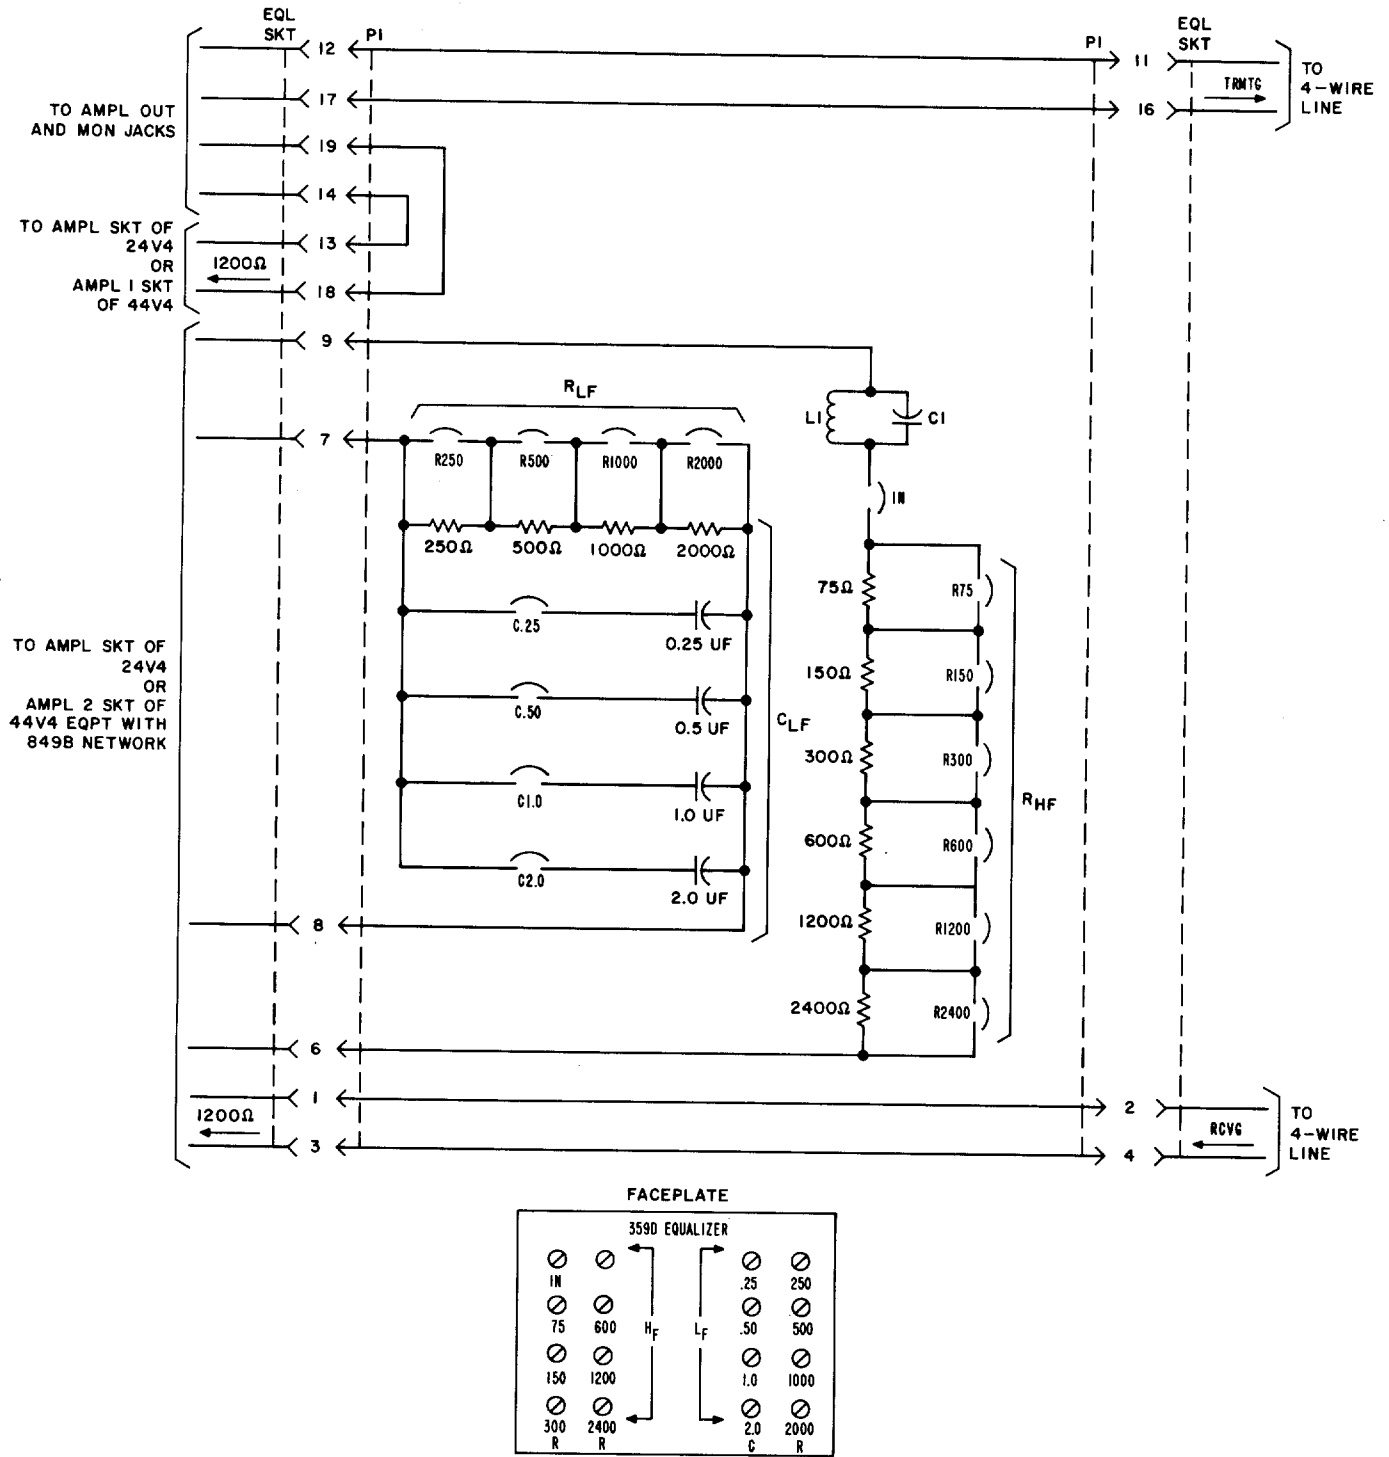 EQL
SKT
12
P1
P1
11
EQL
SKT
TO
4-WIRE
LINE
TRMTG
17
16
TO AMPL OUT
AND MON JACKS
19
14
TO AMPL SKT OF
24V4
OR
AMPL 1 SKT
OF 44V4
13
1200Ω
18
9
RLF
L1
C1
7
R250
R500
R1000
R2000
IN
250Ω
500Ω
1000Ω
2000Ω
75Ω
R75
C.25
0.25 UF
TO AMPL SKT OF
24V4
OR
AMPL 2 SKT OF
44V4 EQPT WITH
849B NETWORK
150Ω
R150
C.50
0.5 UF
CLF
300Ω
R300
C1.0
1.0 UF
RHF
600Ω
R600
C2.0
2.0 UF
8
1200Ω
R1200
2400Ω
R2400
6
1
2
1200Ω
TO
4-WIRE
LINE
RCVG
3
4
FACEPLATE
359D EQUALIZER
IN
.25
250
75
600
HF
LF
.50
500
150
1200
1.0
1000
300
2400
2.0
2000
R
R
C
R